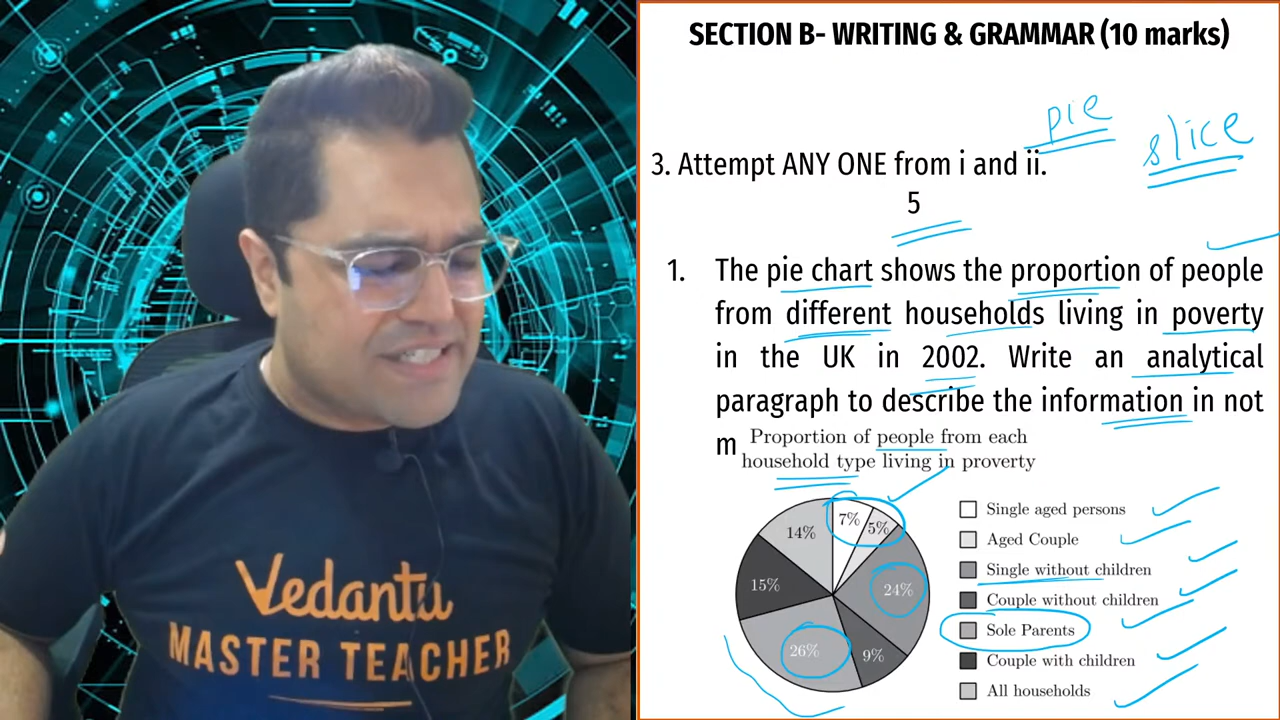 Vedantu
MASTER TEACHER
SECTION B- WRITING & GRAMMAR (10 marks)
pie
slice
3. Attempt ANY ONE from i and ii.
5
1. The pie chart shows the proportion of people
from different households living in poverty
in the UK in 2002. Write an analytical
paragraph to describe the information in not
m
Proportion of people from each
household type living in proverty
7%
5%
14%
24%
15%
26%
9%
Single aged persons
Aged Couple
Single without children
Couple without children
Sole Parents
Couple with children
All households